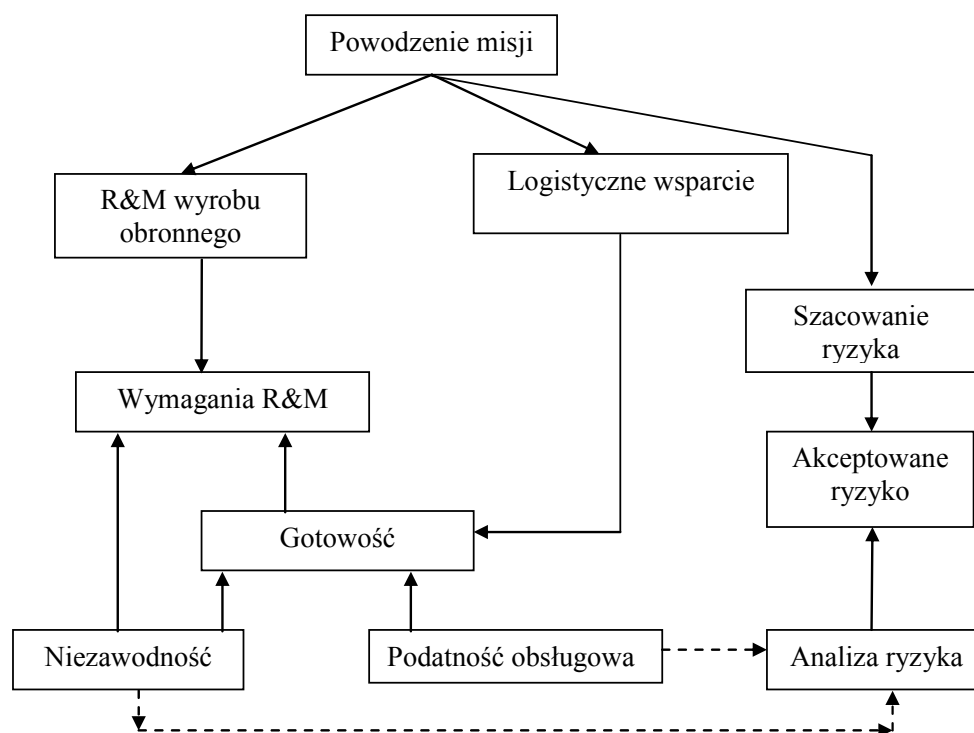 Powodzenie misji
R&M wyrobu
obronnego
Logistyczne wsparcie
Szacowanie
ryzyka
Wymagania R&M
Akceptowane
ryzyko
Gotowość
Niezawodność
Podatność obsługowa
Analiza ryzyka